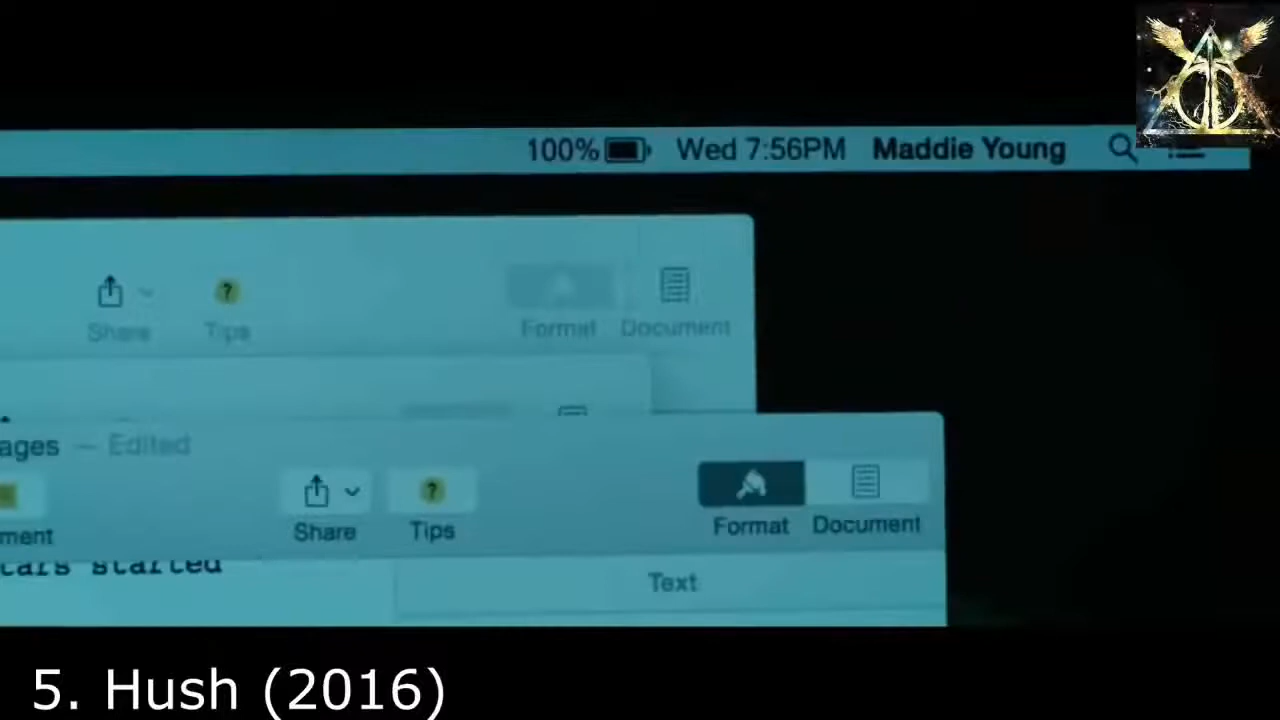 100% Wed 7:56PM Maddie Young
Share Tips Format Document
ages — Edited
ment Share Tips Format Document
started
Text
5. Hush (2016)